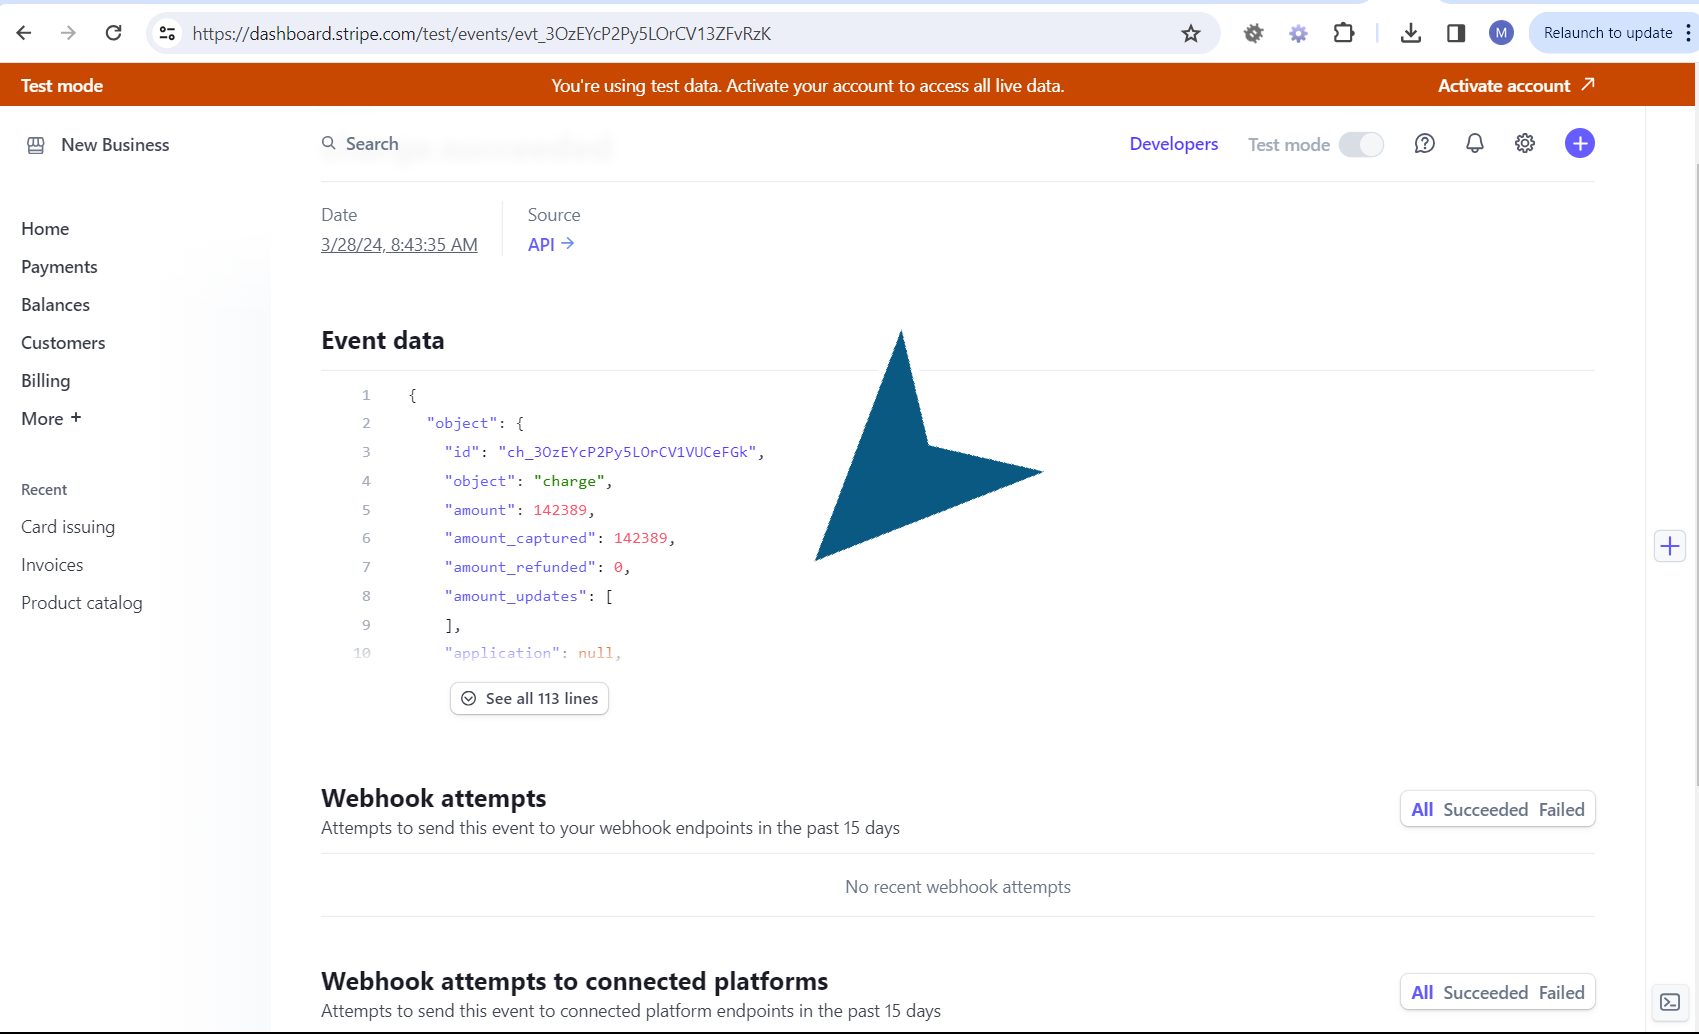 https://dashboard.stripe.com/test/events/evt_3OzEYcP2Py5LOrCV13ZFvRzK
M
Relaunch to update
Test mode
You're using test data. Activate your account to access all live data.
Activate account
New Business
Search
Developers
Test mode
Home
Payments
Balances
Customers
Billing
More +
Recent
Card issuing
Invoices
Product catalog
Date
3/28/24, 8:43:35 AM
Source
API →
Event data
1 {
2 "object": {
3 "id": "ch_3OzEYcP2Py5LOrCV1VUCeFGk",
4 "object": "charge",
5 "amount": 142389,
6 "amount_captured": 142389,
7 "amount_refunded": 0,
8 "amount_updates": [
9 ],
10 "application": null,
See all 113 lines
Webhook attempts
Attempts to send this event to your webhook endpoints in the past 15 days
All Succeeded Failed
No recent webhook attempts
Webhook attempts to connected platforms
Attempts to send this event to connected platform endpoints in the past 15 days
All Succeeded Failed